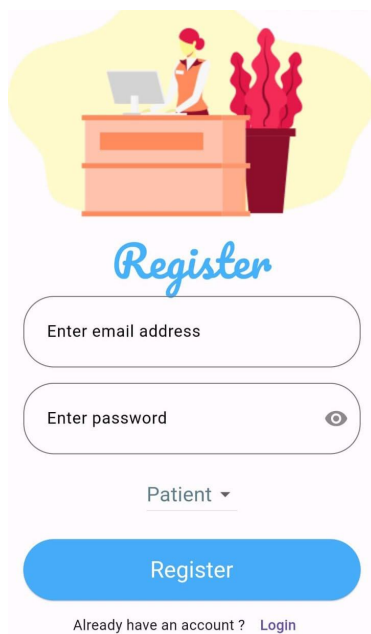 Register
Enter email address
Enter password
Patient
Register
Already have an account ? Login